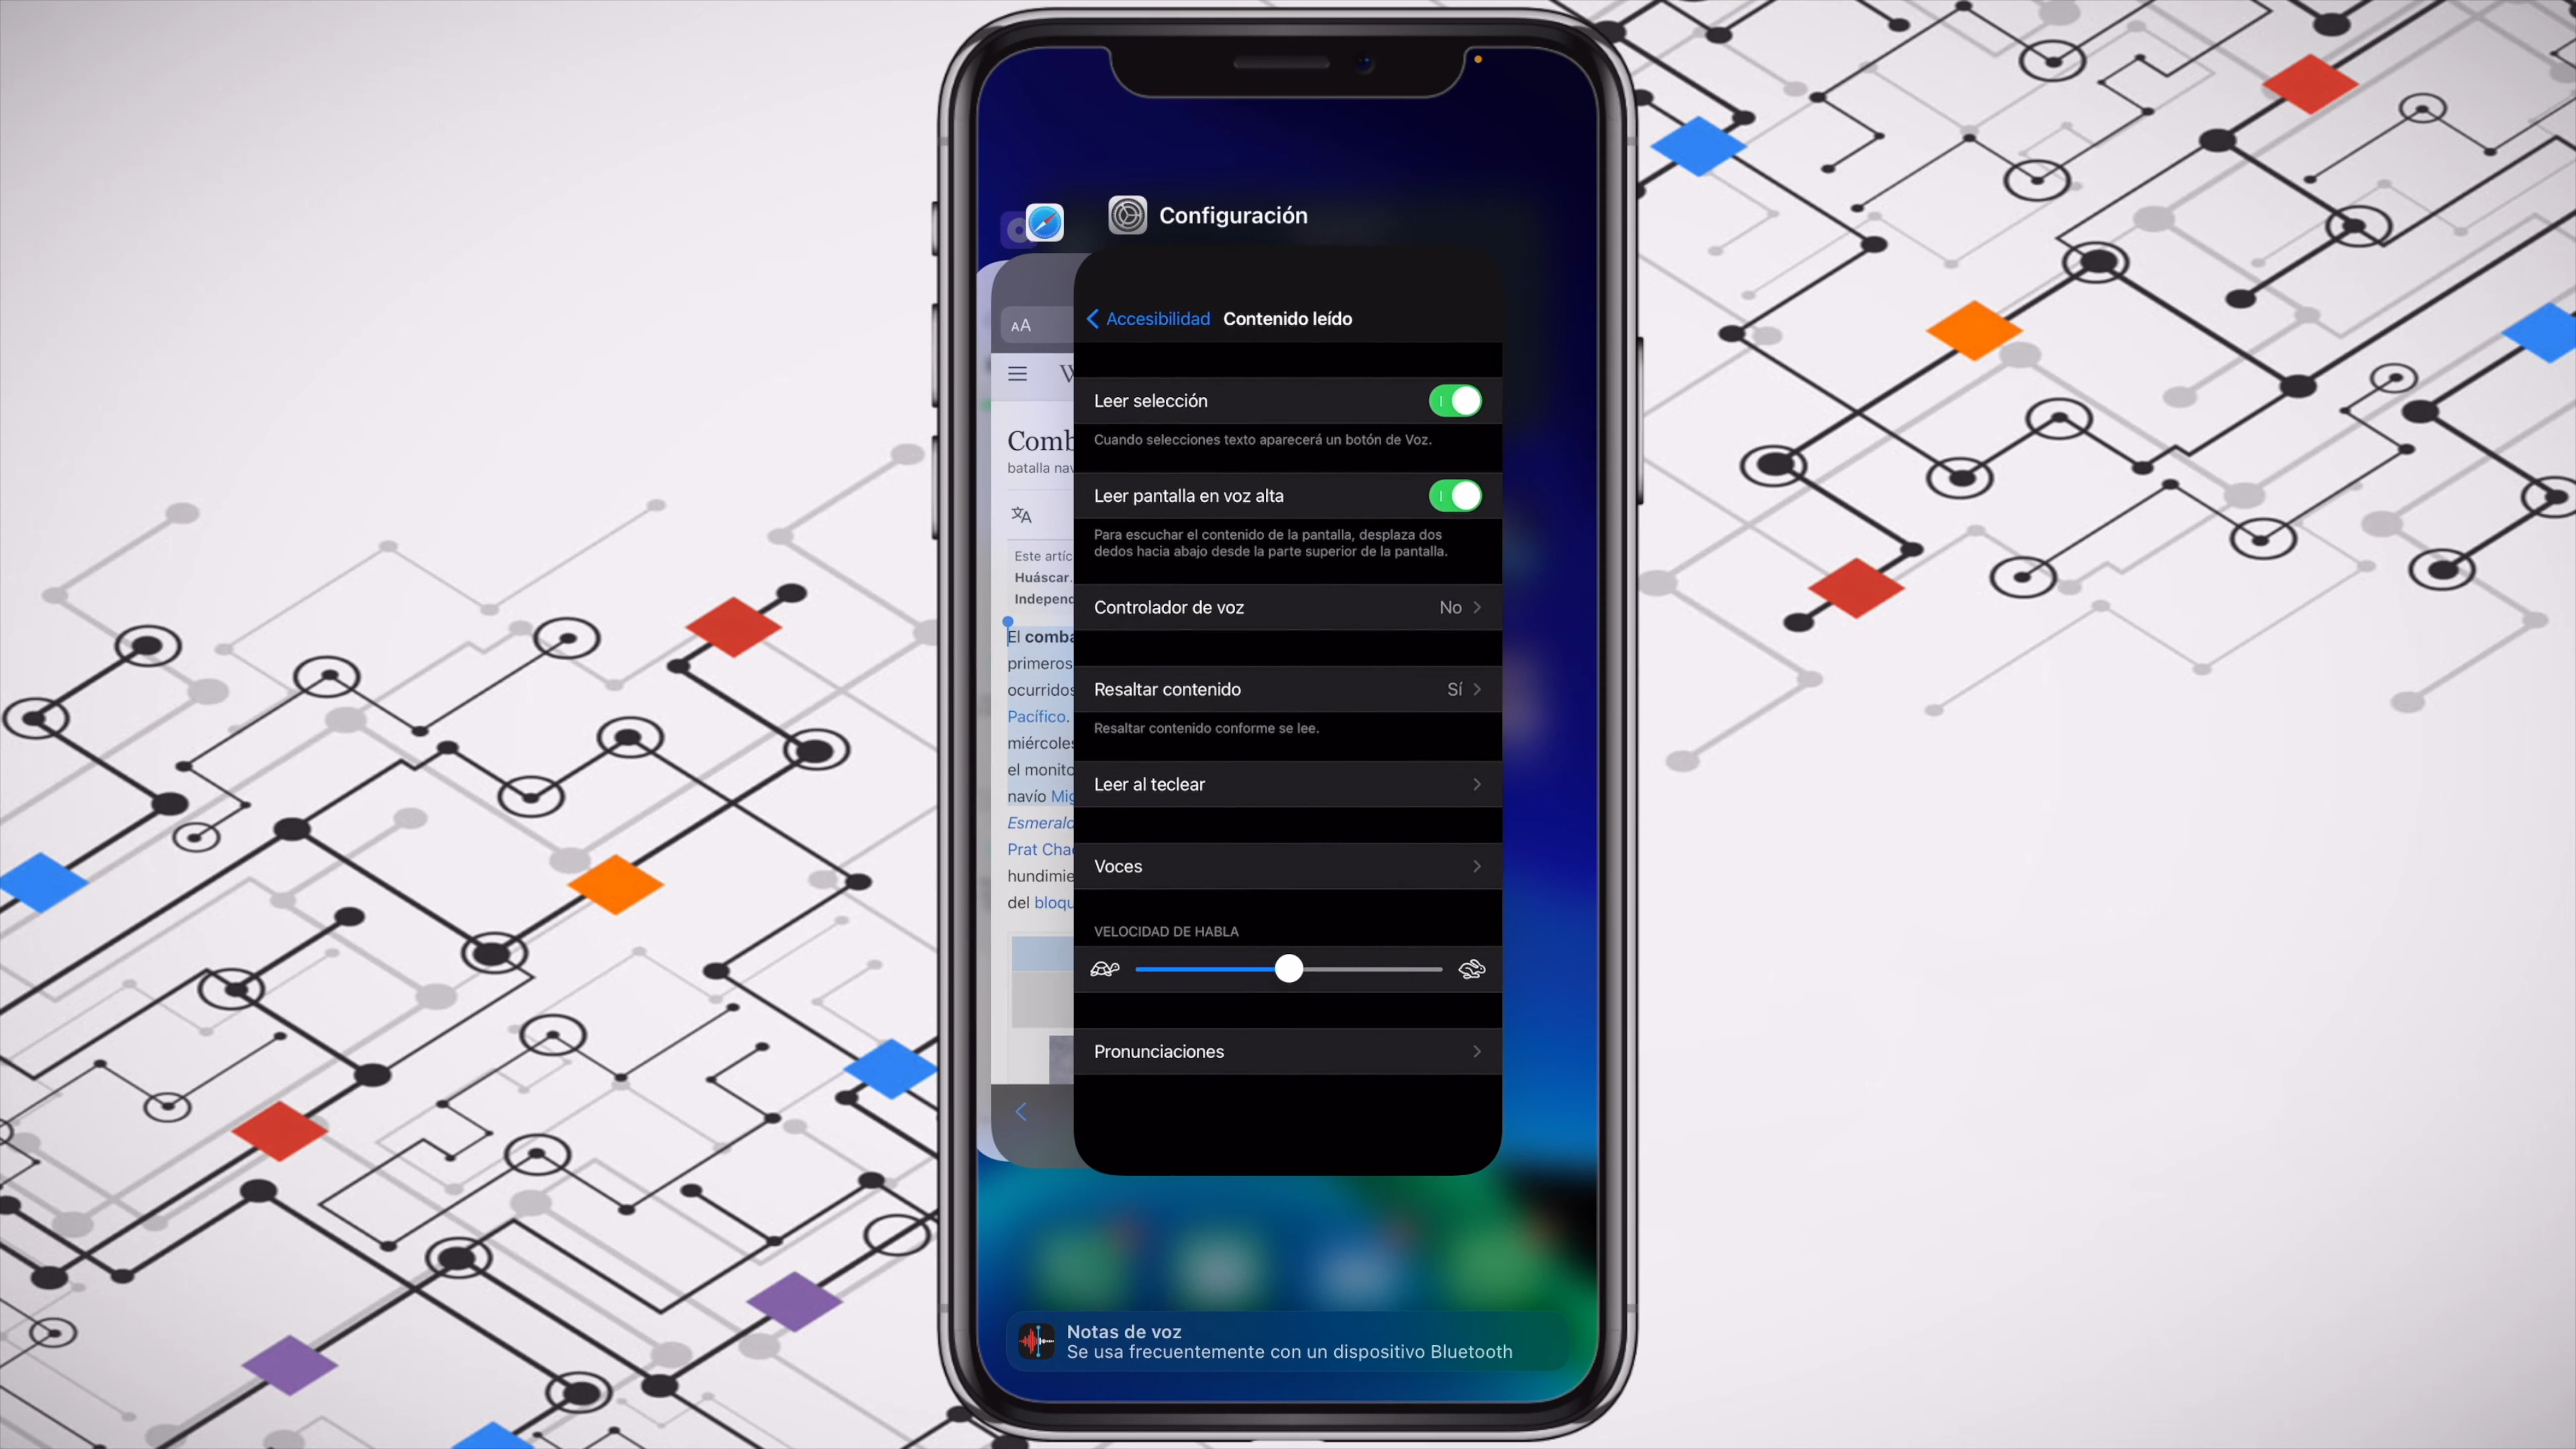 Configuración
Accesibilidad Contenido leído
Leer selección
Cuando selecciones texto aparecerá un botón de Voz.
Leer pantalla en voz alta
Para escuchar el contenido de la pantalla, desplaza dos
dedos hacia abajo desde la parte superior de la pantalla.
Controlador de voz No
Resaltar contenido Sí
Resaltar contenido conforme se lee.
Leer al teclear
Voces
VELOCIDAD DE HABLA
Pronunciaciones
AA
batalla
Este
Huáscar.
El
primeros
Pacífico.
el
navío
Prat
del
Notas de voz
Se usa frecuentemente con un dispositivo Bluetooth